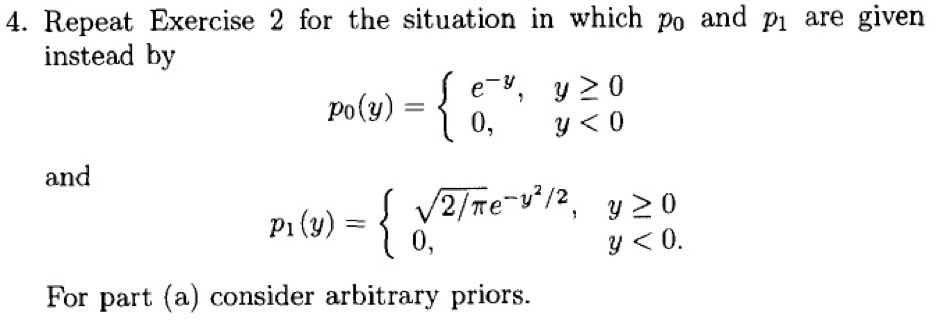 4. Repeat Exercise 2 for the situation in which p₀ and p₁ are given
instead by
p₀(y) = { e^{-y}, y ≥ 0
0, y < 0
and
p₁(y) = { √(2/π)e^{-y²/2}, y ≥ 0
0, y < 0.
For part (a) consider arbitrary priors.